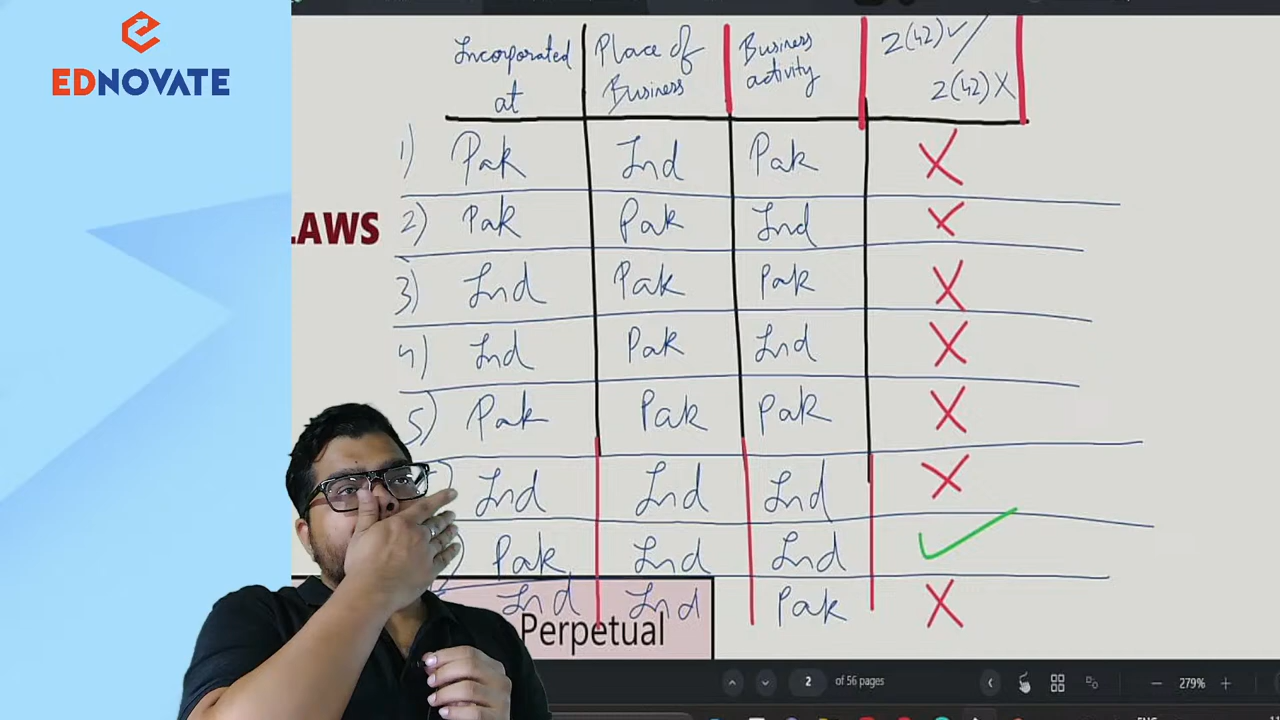 EDNOVATE
LAWS
Incorporated at
Place of Business
Business activity
2(42)✓/
2(42)X
1) Pak Ind Pak X
2) Pak Pak Ind X
3) Ind Pak Pak X
4) Ind Pak Ind X
5) Pak Pak Pak X
) Ind Ind Ind X
) Pak Ind Ind ✓
Ind Ind Pak X
Perpetual
2 of 56 pages
279%